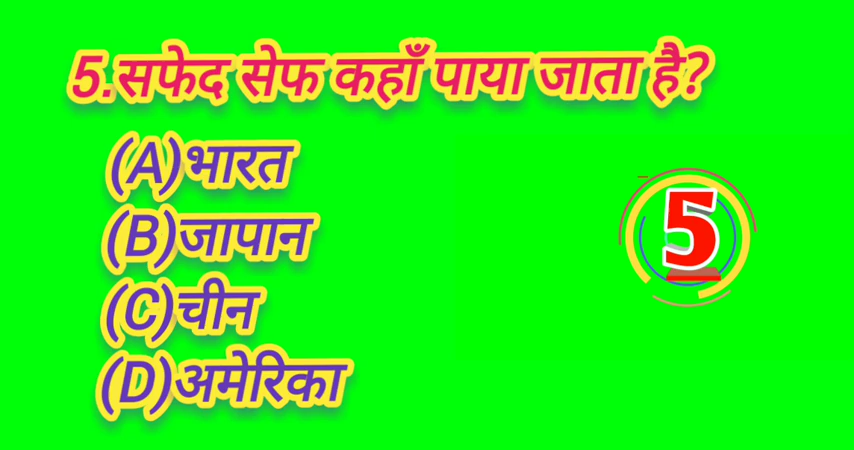 5.सफेद सेफ कहाँ पाया जाता है?
(A)भारत
(B)जापान
(C)चीन
(D)अमेरिका
5